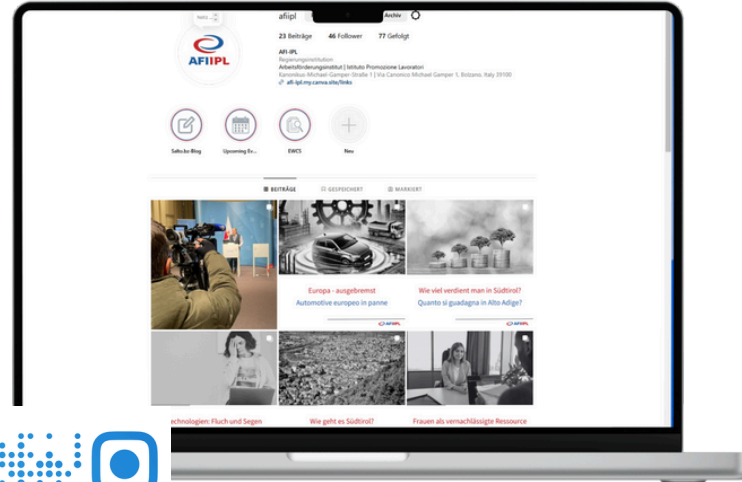 afiipl
Archiv
23 Beiträge 46 Follower 77 Gefolgt
AFI-IPL
Regierungsinstitution
Arbeitsförderungsinstitut | Istituto Promozione Lavoratori
Kanonikus-Michael-Gamper-Straße 1 | Via Canonico Michael Gamper 1, Bolzano, Italy 39100
afi-ipl.my.canva.site/links
AFIIPL
Salto.bz-Blog Upcoming Ev... EWCS Neu
BEITRÄGE GESPEICHERT MARKIERT
Europa - ausgebremst
Automotive europeo in panne
AFIIPL
Wie viel verdient man in Südtirol?
Quanto si guadagna in Alto Adige?
AFIIPL
echnologien: Fluch und Segen
Wie geht es Südtirol?
Frauen als vernachlässigte Ressource